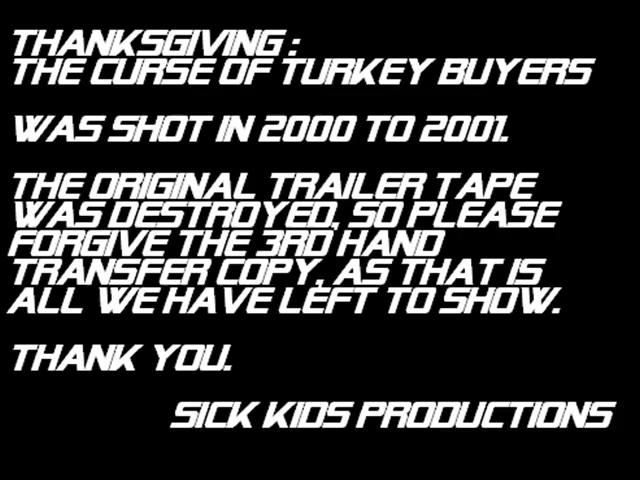 THANKSGIVING :
THE CURSE OF TURKEY BUYERS
WAS SHOT IN 2000 TO 2001.
THE ORIGINAL TRAILER TAPE
WAS DESTROYED, SO PLEASE
FORGIVE THE 3RD HAND
TRANSFER COPY, AS THAT IS
ALL WE HAVE LEFT TO SHOW.
THANK YOU.
SICK KIDS PRODUCTIONS